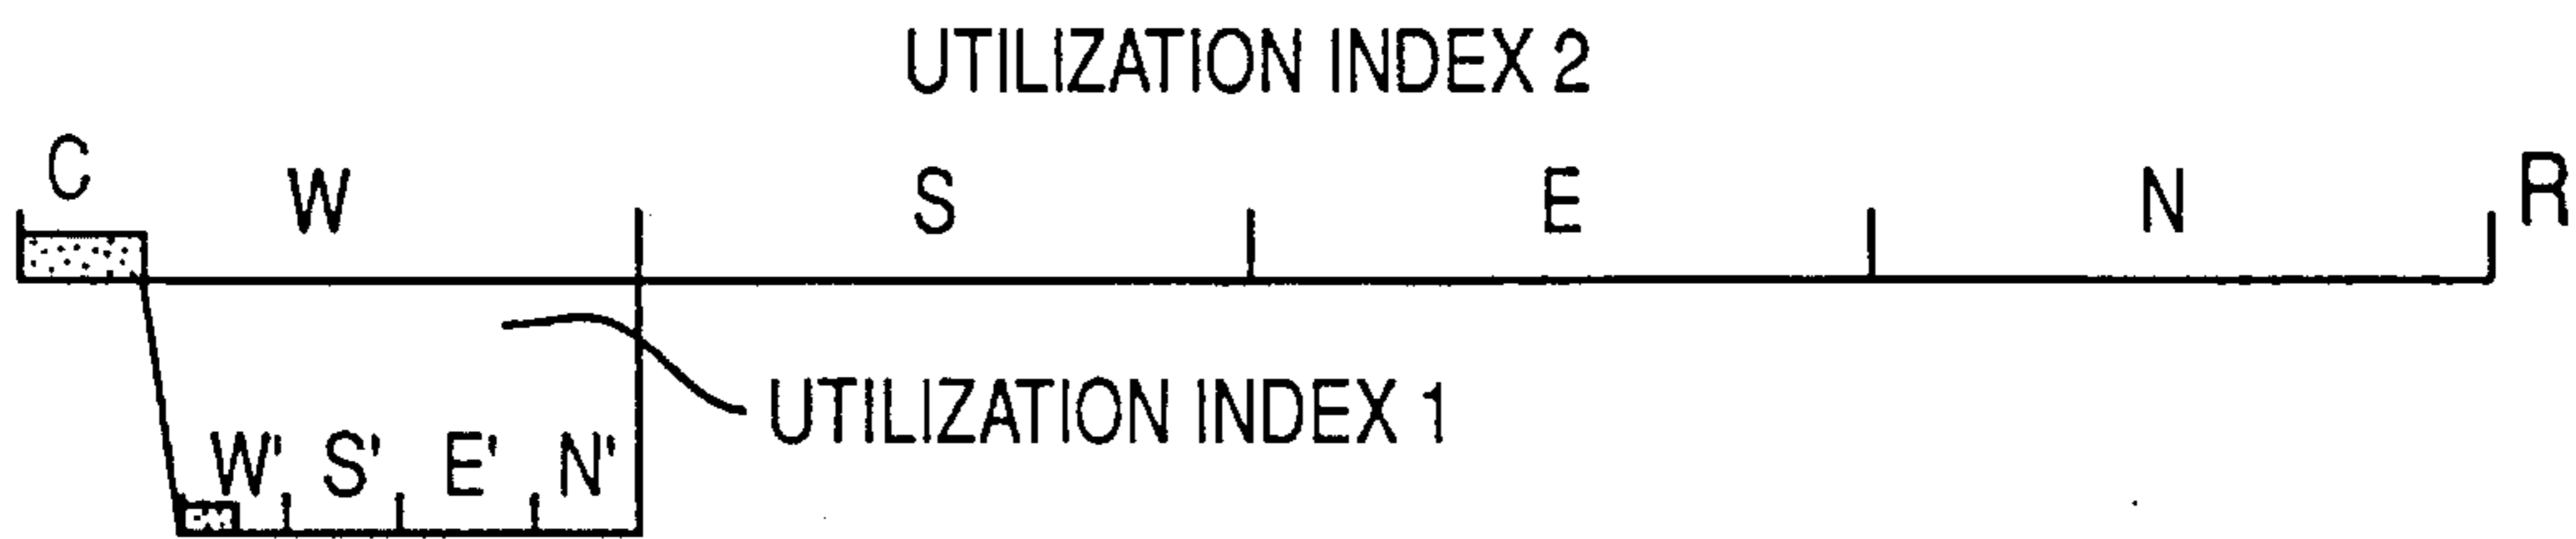 UTILIZATION INDEX 2
C W S E N R
UTILIZATION INDEX 1
W' S' E' N'